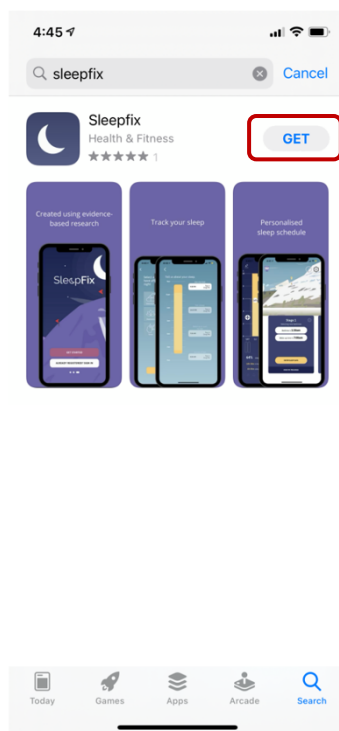 4:45
sleepfix
Cancel
Sleepfix
Health & Fitness
1
GET
Created using evidence-
based research
Track your sleep
Personalised
sleep schedule
SleepFix
Today
Games
Apps
Arcade
Search